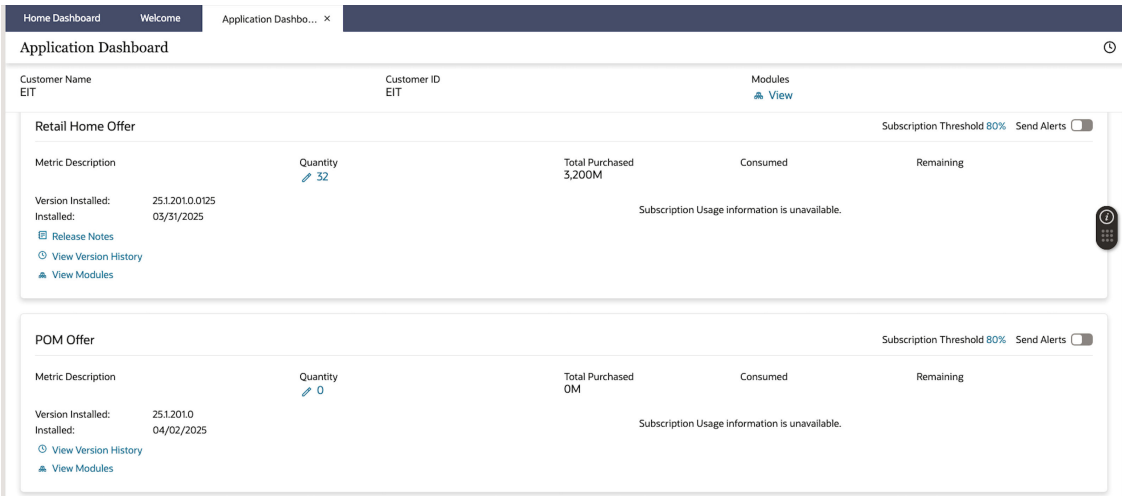 Home Dashboard Welcome Application Dashbo... ×
Application Dashboard
Customer Name Customer ID Modules
EIT EIT View
Retail Home Offer Subscription Threshold 80% Send Alerts
Metric Description Quantity Total Purchased Consumed Remaining
32 3,200M
Version Installed: 25.1.201.0.0125
Subscription Usage information is unavailable.
Installed: 03/31/2025
Release Notes
View Version History
View Modules
POM Offer Subscription Threshold 80% Send Alerts
Metric Description Quantity Total Purchased Consumed Remaining
0 0M
Version Installed: 25.1.201.0
Subscription Usage information is unavailable.
Installed: 04/02/2025
View Version History
View Modules